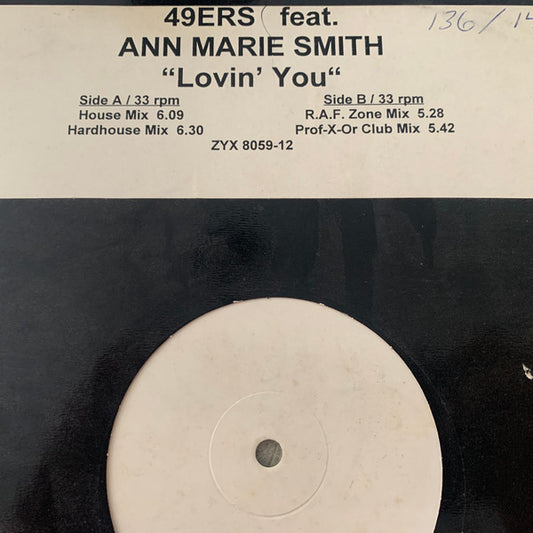 49ERS feat. 136/14
ANN MARIE SMITH
“Lovin’ You“
Side A / 33 rpm Side B / 33 rpm
House Mix 6.09 R.A.F. Zone Mix 5.28
Hardhouse Mix 6.30 Prof-X-Or Club Mix 5.42
ZYX 8059-12